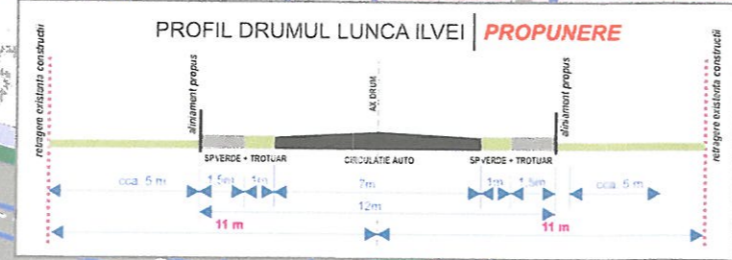 PROFIL DRUMUL LUNCA ILVEI | PROPUNERE
retragere existenta constructii
aliniament propus
AX DRUM
aliniament propus
retragere existenta constructii
SP VERDE + TROTUAR
CIRCULATIE AUTO
SP VERDE + TROTUAR
cca. 5 m
1,5m
1m
7m
1m
1,5m
cca. 5 m
12m
11 m
11 m